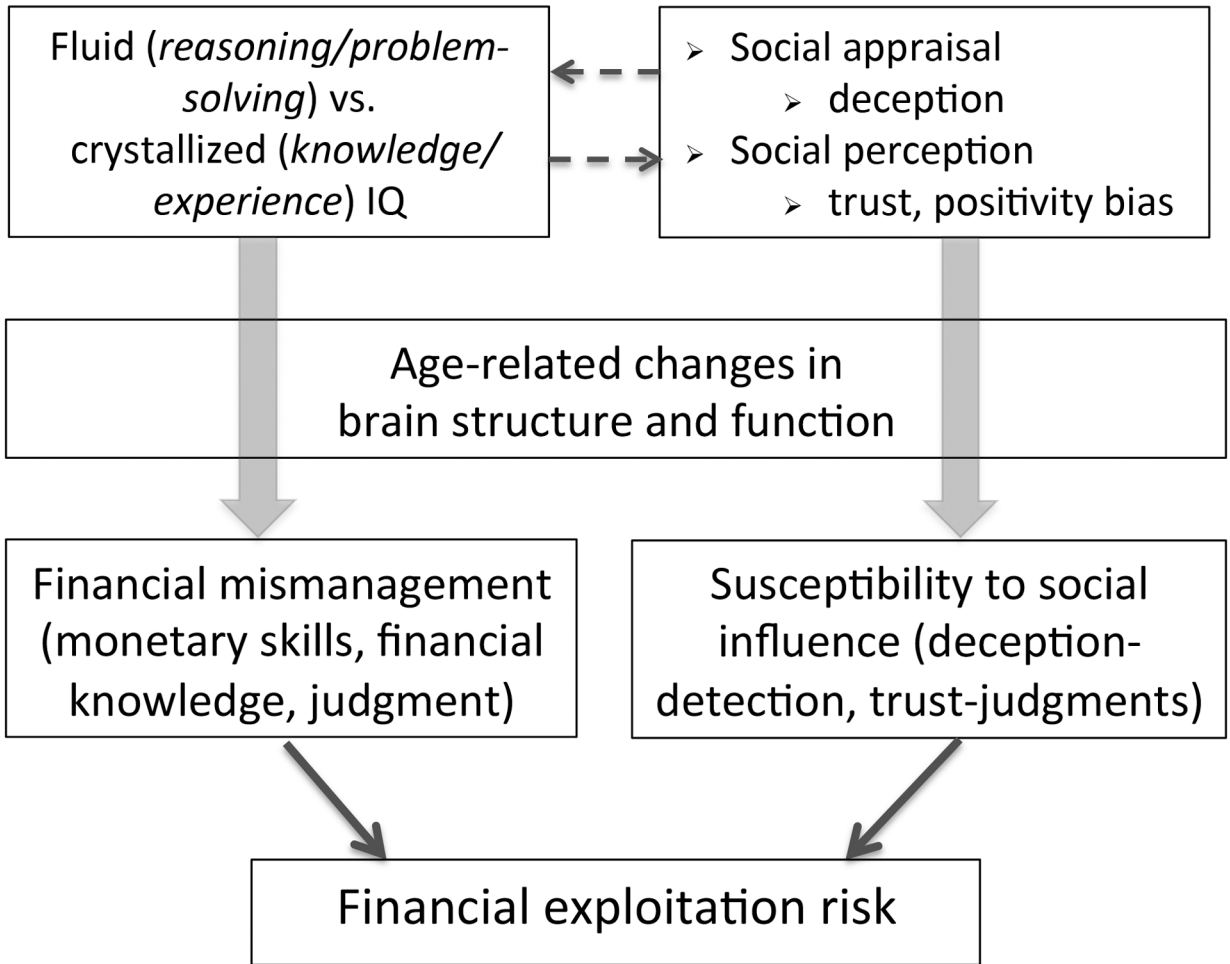 Fluid (reasoning/problem-
solving) vs.
crystallized (knowledge/
experience) IQ
➢ Social appraisal
➢ deception
➢ Social perception
➢ trust, positivity bias
Age-related changes in
brain structure and function
Financial mismanagement
(monetary skills, financial
knowledge, judgment)
Susceptibility to social
influence (deception-
detection, trust-judgments)
Financial exploitation risk